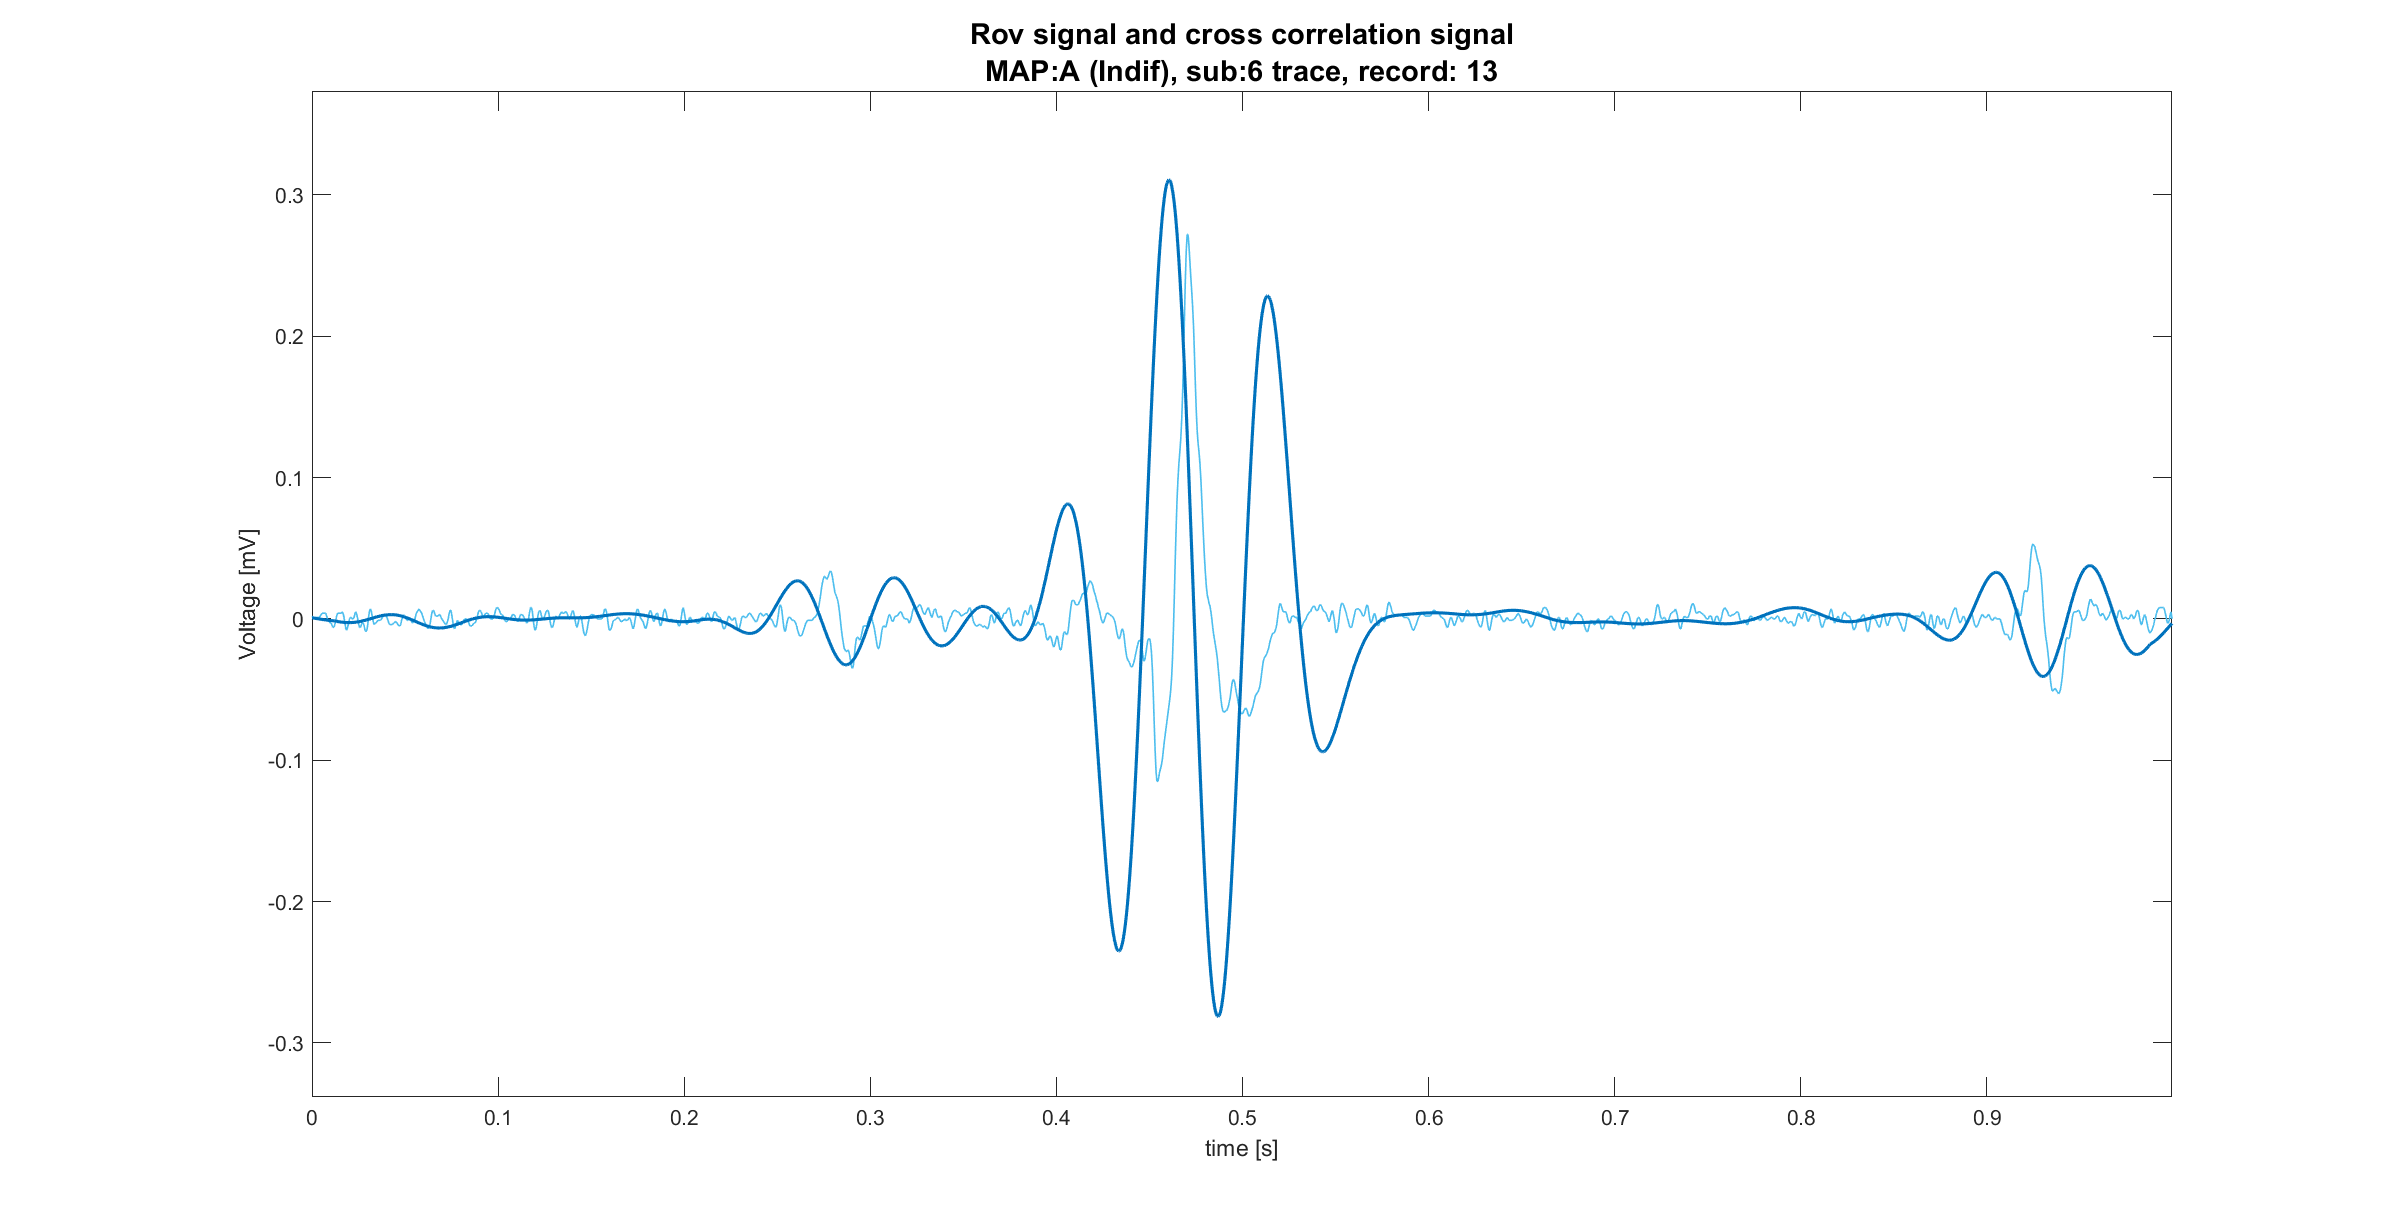 Rov signal and cross correlation signal
MAP:A (Indif), sub:6 trace, record: 13
Voltage [mV]
0.3
0.2
0.1
0
-0.1
-0.2
-0.3
0 0.1 0.2 0.3 0.4 0.5 0.6 0.7 0.8 0.9
time [s]